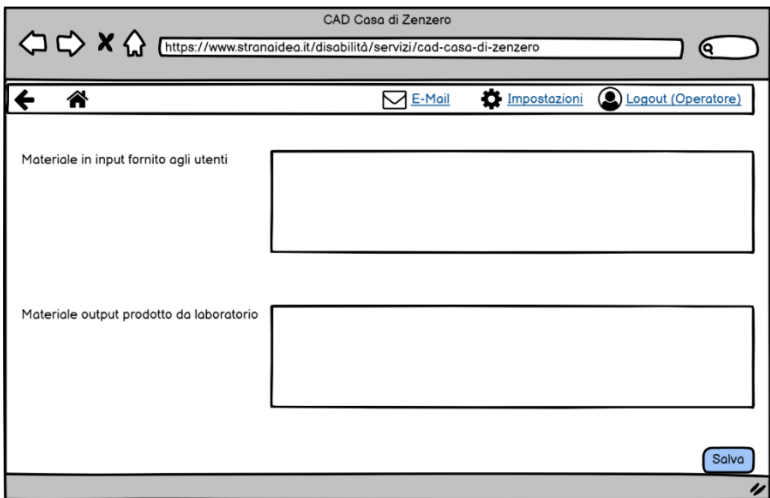 CAD Casa di Zenzero
https://www.stranaidea.it/disabilità/servizi/cad-casa-di-zenzero
E-Mail Impostazioni Logout (Operatore)
Materiale in input fornito agli utenti
Materiale output prodotto da laboratorio
Salva